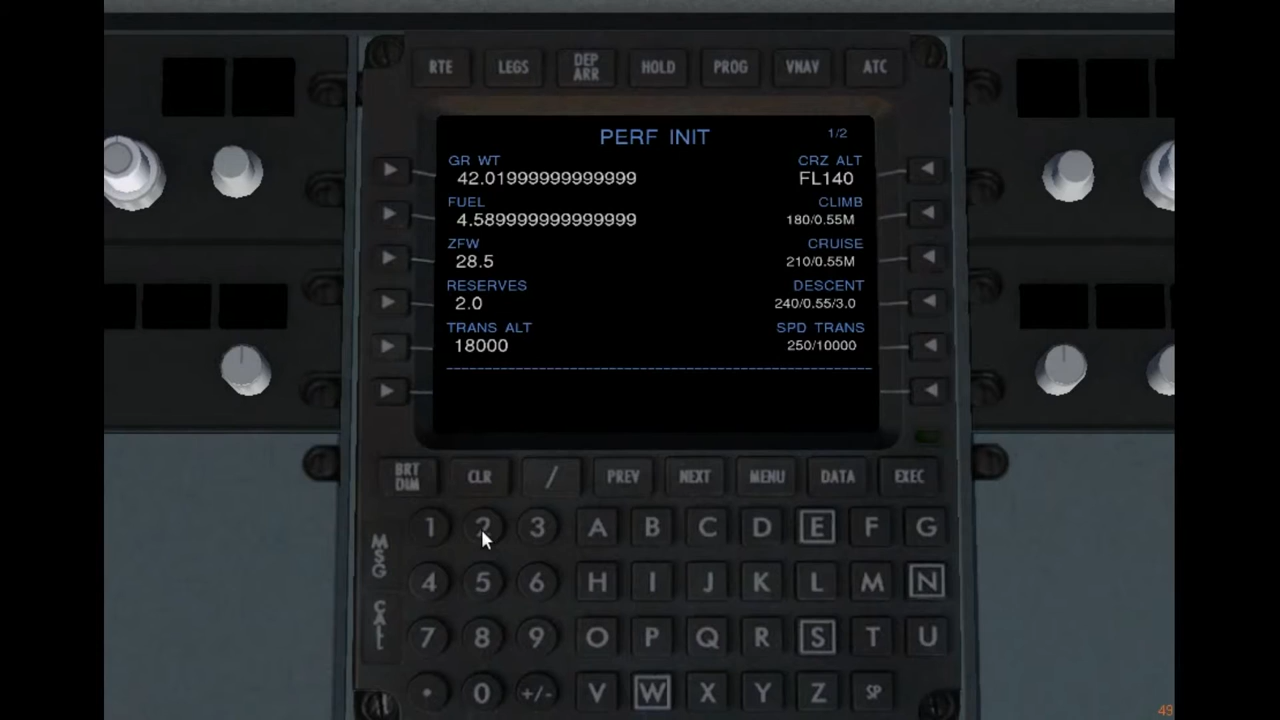 RTE LEGS DEP ARR HOLD PROG VNAV ATC
PERF INIT 1/2
GR WT CRZ ALT
42.01999999999999 FL140
FUEL CLIMB
4.589999999999999 180/0.55M
ZFW CRUISE
28.5 210/0.55M
RESERVES DESCENT
2.0 240/0.55/3.0
TRANS ALT SPD TRANS
18000 250/10000
BRT DIM CLR / PREV NEXT MENU DATA EXEC
1 2 3 A B C D E F G
MSG
4 5 6 H I J K L M N
CALL
7 8 9 O P Q R S T U
. 0 +/- V W X Y Z SP
49